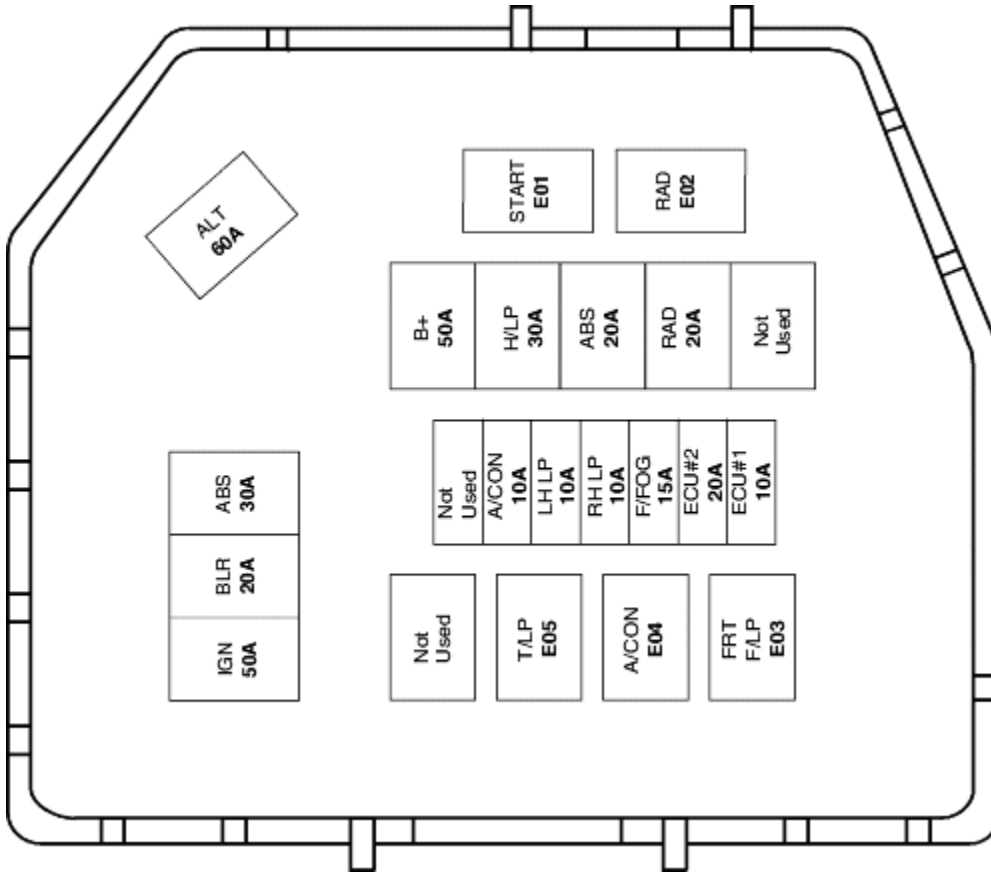 ALT
60A
START
E01
RAD
E02
B+
50A
H/LP
30A
ABS
20A
RAD
20A
Not
Used
ABS
30A
BLR
20A
IGN
50A
Not
Used
A/CON
10A
LH LP
10A
RH LP
10A
F/FOG
15A
ECU#2
20A
ECU#1
10A
Not
Used
T/LP
E05
A/CON
E04
FRT
F/LP
E03